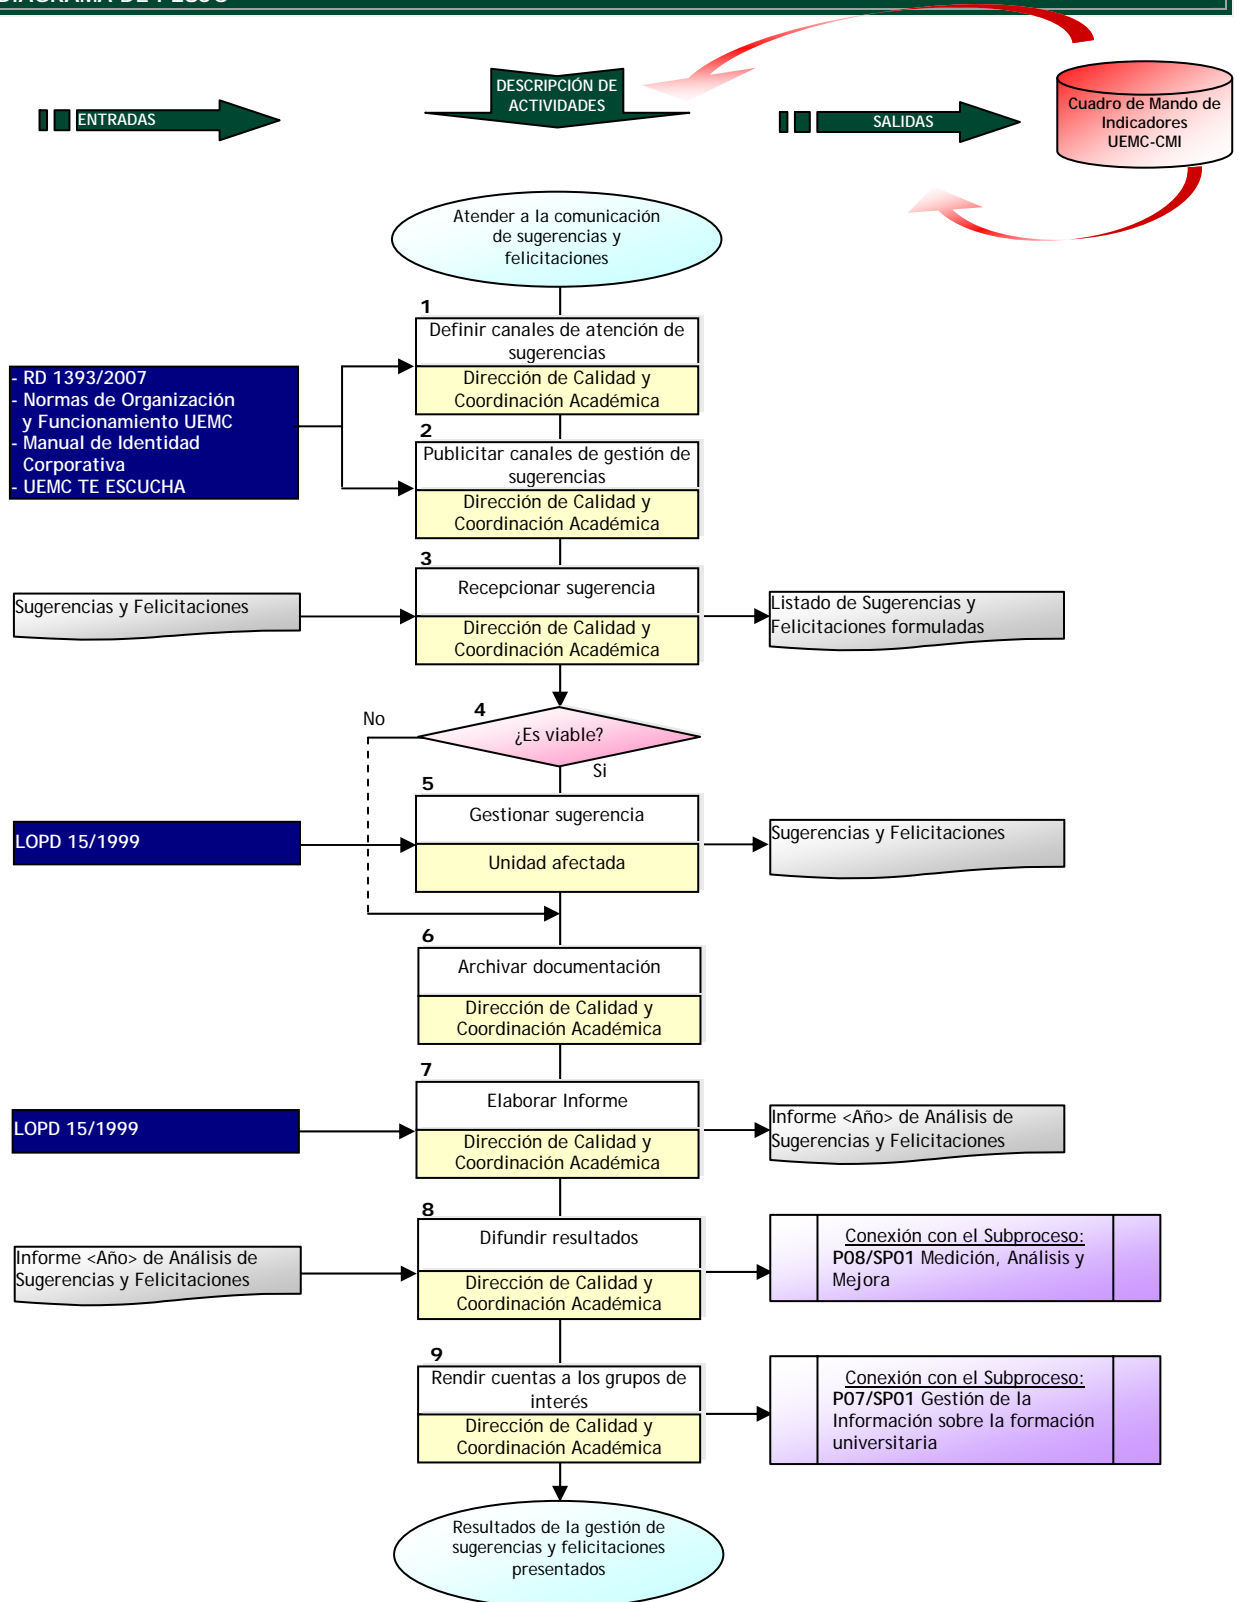 DIAGRAMA DE FLUJO
ENTRADAS
DESCRIPCIÓN DE
ACTIVIDADES
SALIDAS
Cuadro de Mando de
Indicadores
UEMC-CMI
Atender a la comunicación
de sugerencias y
felicitaciones
1
Definir canales de atención de
sugerencias
Dirección de Calidad y
Coordinación Académica
- RD 1393/2007
- Normas de Organización
y Funcionamiento UEMC
- Manual de Identidad
Corporativa
- UEMC TE ESCUCHA
2
Publicitar canales de gestión de
sugerencias
Dirección de Calidad y
Coordinación Académica
3
Recepcionar sugerencia
Dirección de Calidad y
Coordinación Académica
Sugerencias y Felicitaciones
Listado de Sugerencias y
Felicitaciones formuladas
4
¿Es viable?
No
Si
5
Gestionar sugerencia
Unidad afectada
LOPD 15/1999
Sugerencias y Felicitaciones
6
Archivar documentación
Dirección de Calidad y
Coordinación Académica
7
Elaborar Informe
Dirección de Calidad y
Coordinación Académica
LOPD 15/1999
Informe <Año> de Análisis de
Sugerencias y Felicitaciones
8
Difundir resultados
Dirección de Calidad y
Coordinación Académica
Informe <Año> de Análisis de
Sugerencias y Felicitaciones
Conexión con el Subproceso:
P08/SP01 Medición, Análisis y
Mejora
9
Rendir cuentas a los grupos de
interés
Dirección de Calidad y
Coordinación Académica
Conexión con el Subproceso:
P07/SP01 Gestión de la
Información sobre la formación
universitaria
Resultados de la gestión de
sugerencias y felicitaciones
presentados